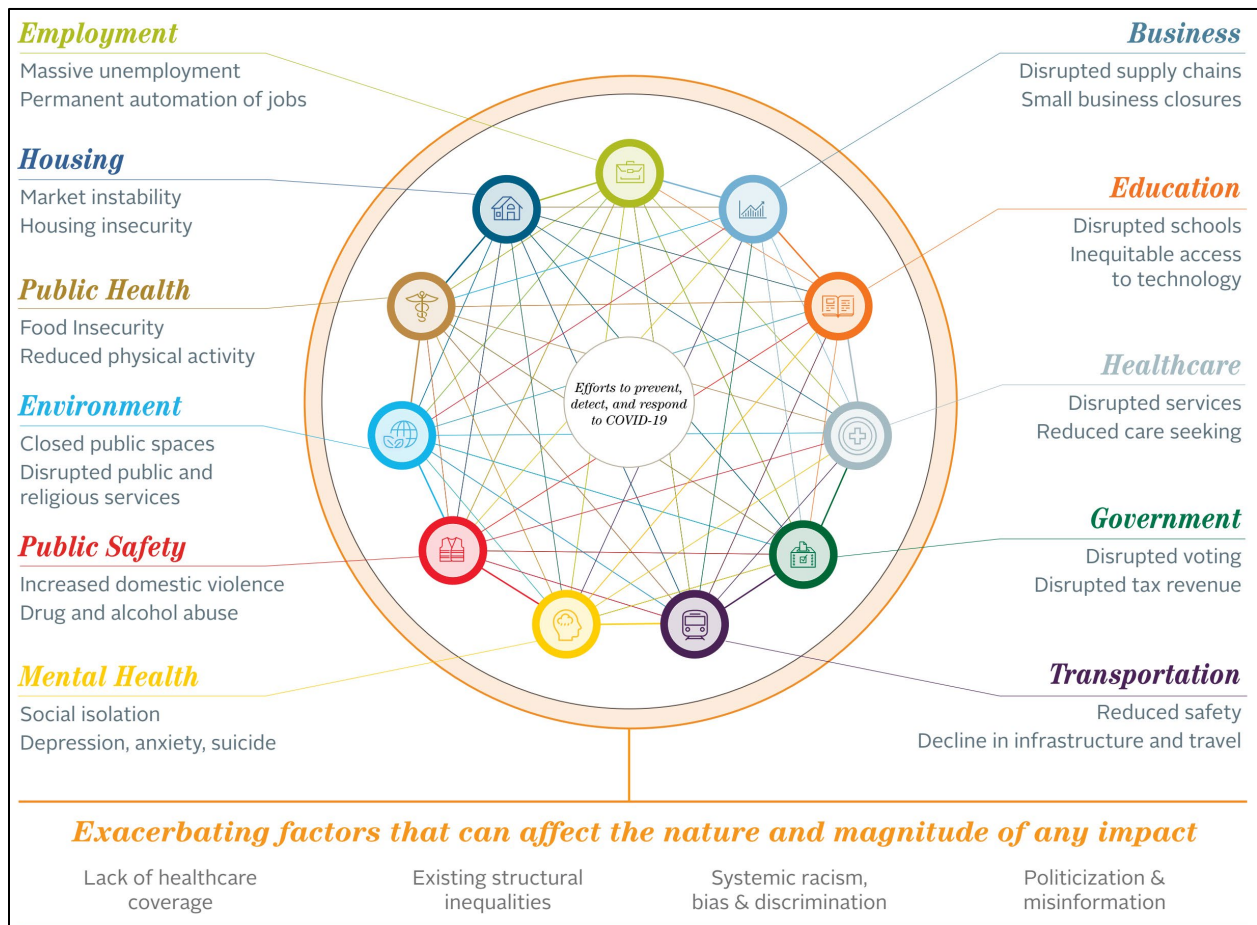 Employment
Massive unemployment
Permanent automation of jobs
Housing
Market instability
Housing insecurity
Public Health
Food Insecurity
Reduced physical activity
Environment
Closed public spaces
Disrupted public and
religious services
Public Safety
Increased domestic violence
Drug and alcohol abuse
Mental Health
Social isolation
Depression, anxiety, suicide
Efforts to prevent,
detect, and respond
to COVID-19
Business
Disrupted supply chains
Small business closures
Education
Disrupted schools
Inequitable access
to technology
Healthcare
Disrupted services
Reduced care seeking
Government
Disrupted voting
Disrupted tax revenue
Transportation
Reduced safety
Decline in infrastructure and travel
Exacerbating factors that can affect the nature and magnitude of any impact
Lack of healthcare
coverage
Existing structural
inequalities
Systemic racism,
bias & discrimination
Politicization &
misinformation